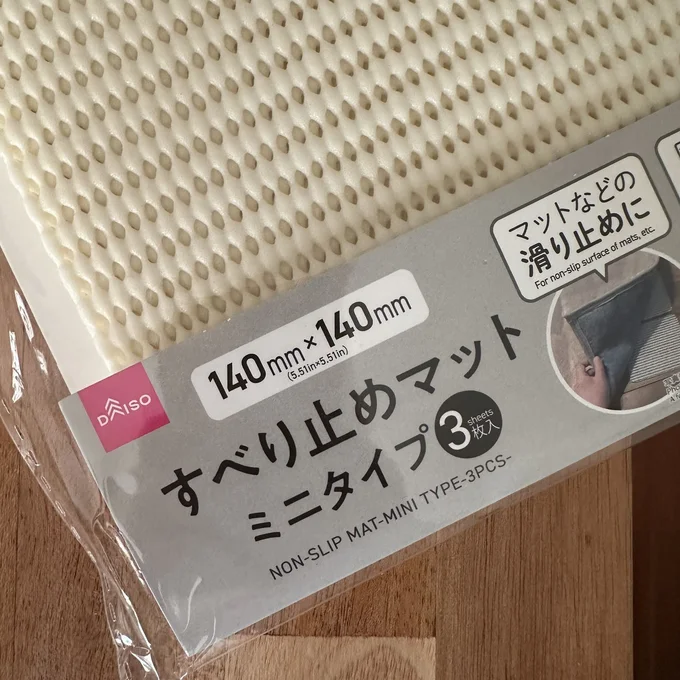 マットなどの
滑り止めに
For non-slip surface of mats, etc.
140mm×140mm
(5.51in×5.51in)
DAISO
すべり止めマット
ミニタイプ 3 sheets 枚入
NON-SLIP MAT-MINI TYPE-3PCS-